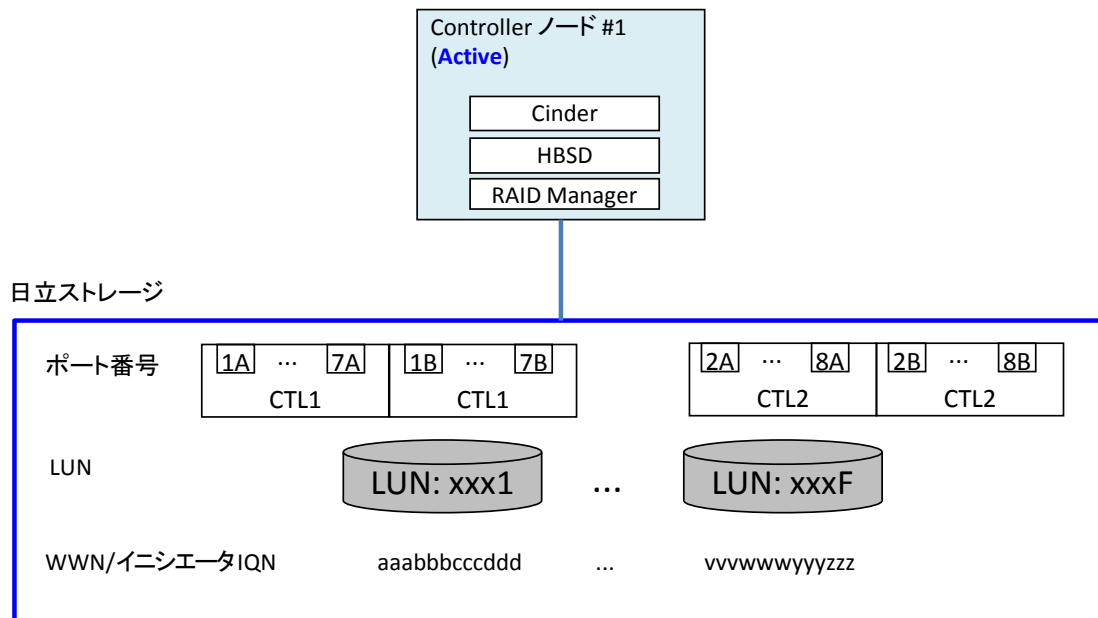 Controller ノード #1
(Active)
Cinder
HBSD
RAID Manager
日立ストレージ
ポート番号 1A ... 7A 1B ... 7B 2A ... 8A 2B ... 8B
CTL1 CTL1 CTL2 CTL2
LUN LUN: xxx1 ... LUN: xxxF
WWN/イニシエータIQN aaabbbcccddd ... vvvwwwyyyzzz